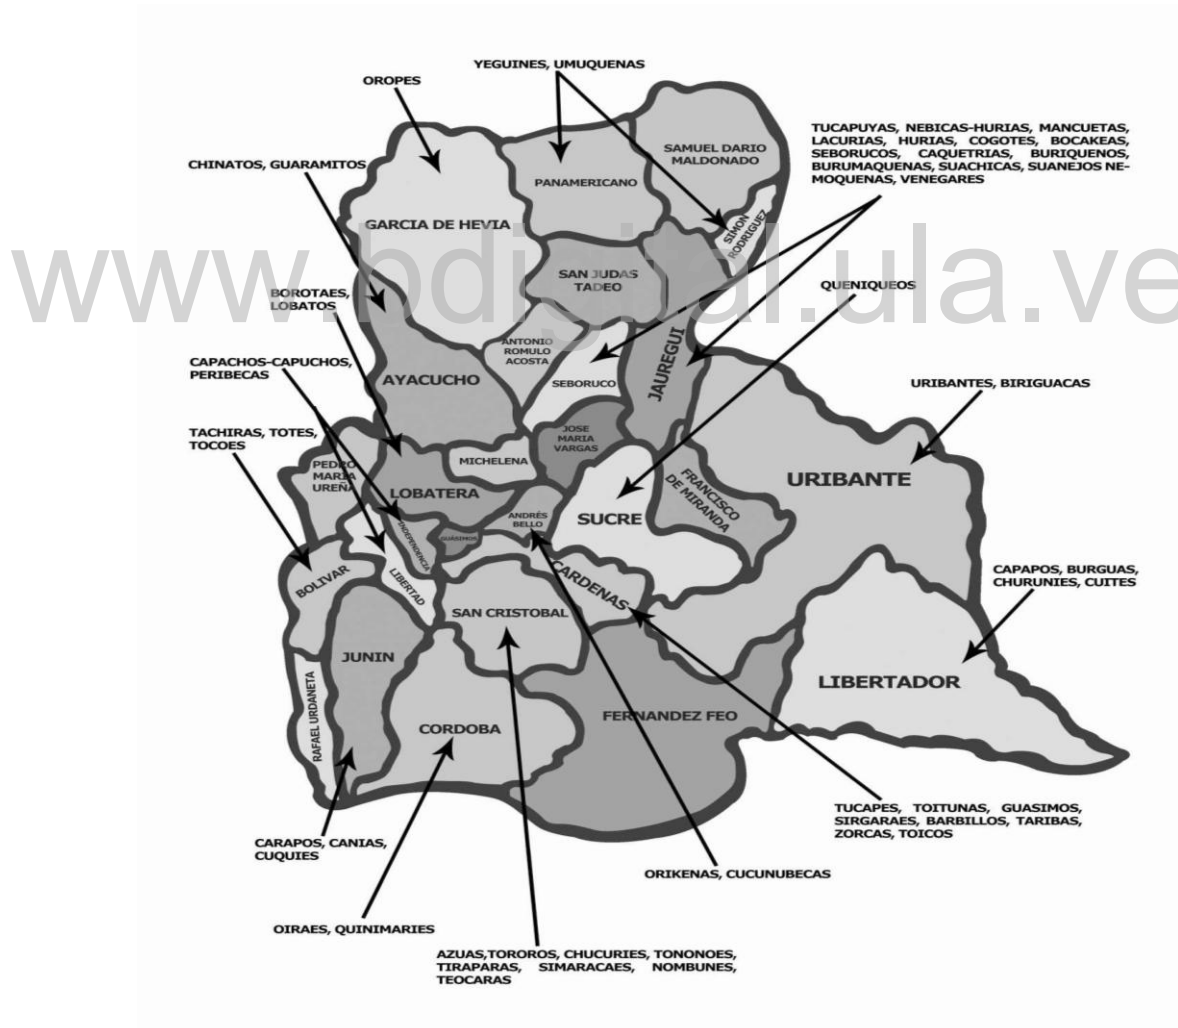 YEGUINES, UMUQUENAS
OROPES
TUCAPUYAS, NEBICAS-HURIAS, MANCUETAS,
LACURIAS, HURIAS, COGOTES, BOCAKEAS,
SEBORUCOS, CAQUETRIAS, BURIQUENOS,
BURUMAQUENAS, SUACHICAS, SUANEJOS NE-
MOQUENAS, VENEGARES
SAMUEL DARIO
MALDONADO
CHINATOS, GUARAMITOS
PANAMERICANO
GARCIA DE HEVIA
SIMON
RODRIGUEZ
www.bdigital.ula.ve
SAN JUDAS
TADEO
QUENIQUEOS
BOROTAES,
LOBATOS
ANTONIO
ROMULO
ACOSTA
CAPACHOS-CAPUCHOS,
PERIBECAS
AYACUCHO
SEBORUCO
JAUREGUI
URIBANTES, BIRIGUACAS
TACHIRAS, TOTES,
TOCOES
JOSE
MARIA
VARGAS
MICHELENA
PEDRO
MARIA
UREÑA
URIBANTE
LOBATERA
FRANCISCO
DE MIRANDA
ANDRÉS
BELLO
SUCRE
INDEPENDENCIA
GUÁSIMOS
BOLIVAR
LIBERTAD
CARDENAS
CAPAPOS, BURGUAS,
CHURUNIES, CUITES
SAN CRISTOBAL
JUNIN
LIBERTADOR
RAFAEL URDANETA
FERNANDEZ FEO
CORDOBA
TUCAPES, TOITUNAS, GUASIMOS,
SIRGARAES, BARBILLOS, TARIBAS,
ZORCAS, TOICOS
CARAPOS, CANIAS,
CUQUIES
ORIKENAS, CUCUNUBECAS
OIRAES, QUINIMARIES
AZUAS,TOROROS, CHUCURIES, TONONOES,
TIRAPARAS, SIMARACAES, NOMBUNES,
TEOCARAS